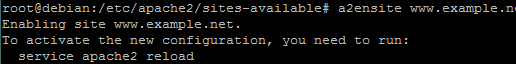 root@debian:/etc/apache2/sites-available# a2ensite www.example.n
Enabling site www.example.net.
To activate the new configuration, you need to run:
service apache2 reload